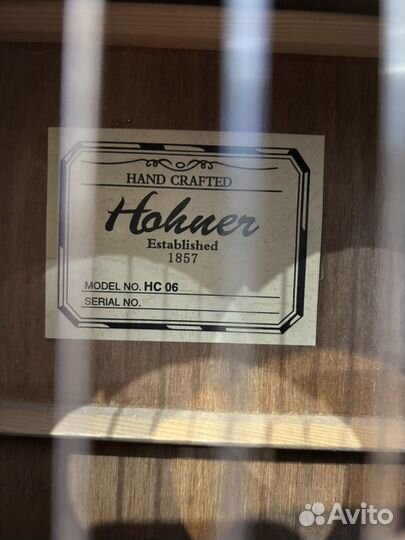 HAND CRAFTED
Hohner
Established
1857
MODEL NO. HC 06
SERIAL NO.
Avito